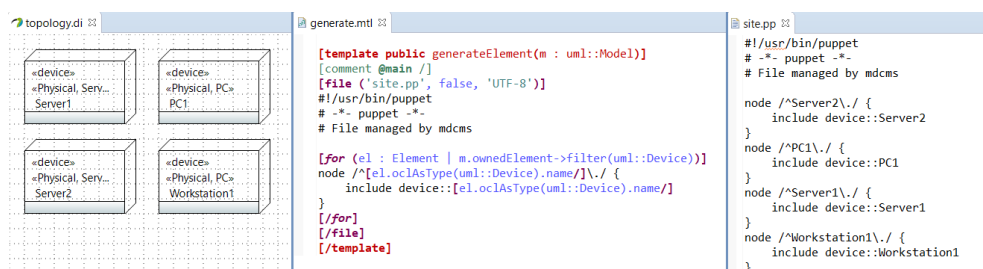 topology.di
«device»
«Physical, Serv...
Server1
«device»
«Physical, PC»
PC1
«device»
«Physical, Serv...
Server2
«device»
«Physical, PC»
Workstation1
generate.mtl
[template public generateElement(m : uml::Model)]
[comment @main /]
[file ('site.pp', false, 'UTF-8')]
#!/usr/bin/puppet
# -*- puppet -*-
# File managed by mdcms
[for (el : Element | m.ownedElement->filter(uml::Device))]
node /^[el.oclAsType(uml::Device).name/]\./ {
    include device::[el.oclAsType(uml::Device).name/]
}
[/for]
[/file]
[/template]
site.pp
#!/usr/bin/puppet
# -*- puppet -*-
# File managed by mdcms
node /^Server2\./ {
    include device::Server2
}
node /^PC1\./ {
    include device::PC1
}
node /^Server1\./ {
    include device::Server1
}
node /^Workstation1\./ {
    include device::Workstation1
}